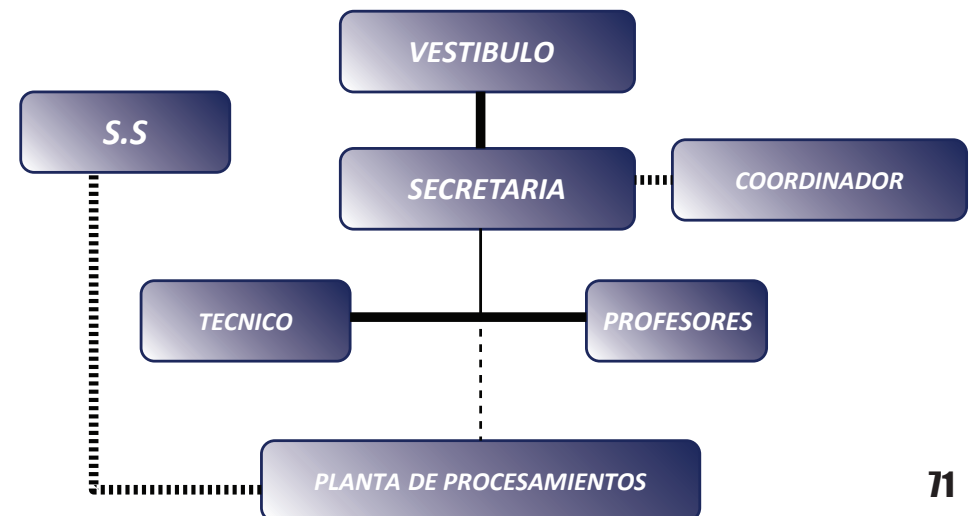 VESTIBULO
S.S
SECRETARIA
COORDINADOR
TECNICO
PROFESORES
PLANTA DE PROCESAMIENTOS
71